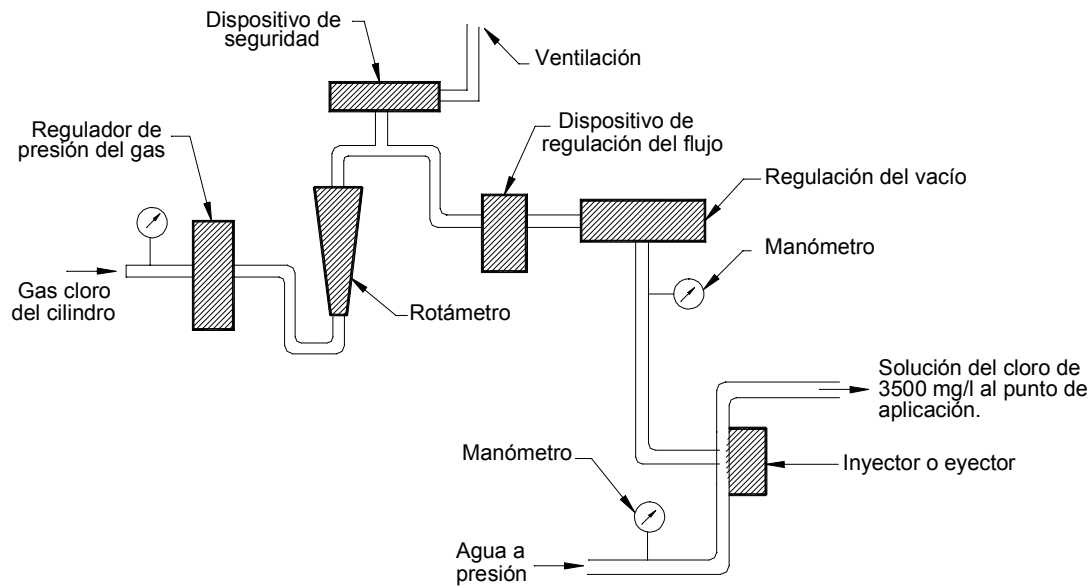 Dispositivo de
seguridad
Ventilación
Regulador de
presión del gas
Dispositivo de
regulación del flujo
Regulación del vacío
Manómetro
Gas cloro
del cilindro
Rotámetro
Solución del cloro de
3500 mg/l al punto de
aplicación.
Manómetro
Inyector o eyector
Agua a
presión